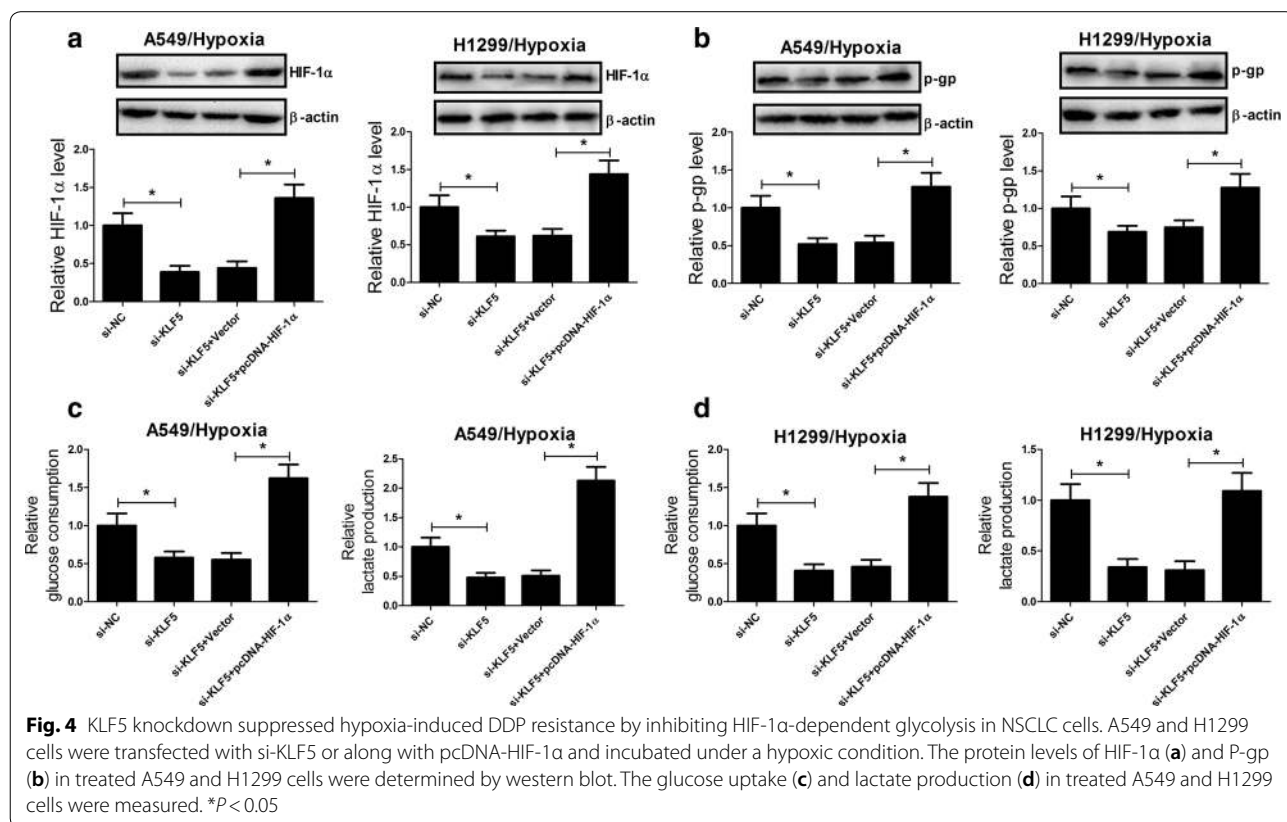 a
A549/Hypoxia
HIF-1α
β-actin
Relative HIF-1α level
2.0
1.5
1.0
0.5
0.0
*
*
si-NC
si-KLF5
si-KLF5+Vector
si-KLF5+pcDNA-HIF-1α
H1299/Hypoxia
HIF-1α
β-actin
Relative HIF-1α level
2.0
1.5
1.0
0.5
0.0
*
*
si-NC
si-KLF5
si-KLF5+Vector
si-KLF5+pcDNA-HIF-1α
b
A549/Hypoxia
p-gp
β-actin
Relative p-gp level
2.0
1.5
1.0
0.5
0.0
*
*
si-NC
si-KLF5
si-KLF5+Vector
si-KLF5+pcDNA-HIF-1α
H1299/Hypoxia
p-gp
β-actin
Relative p-gp level
2.0
1.5
1.0
0.5
0.0
*
*
si-NC
si-KLF5
si-KLF5+Vector
si-KLF5+pcDNA-HIF-1α
c
A549/Hypoxia
Relative
glucose consumption
2.0
1.5
1.0
0.5
0.0
*
*
si-NC
si-KLF5
si-KLF5+Vector
si-KLF5+pcDNA-HIF-1α
A549/Hypoxia
Relative
lactate production
2.5
2.0
1.5
1.0
0.5
0.0
*
*
si-NC
si-KLF5
si-KLF5+Vector
si-KLF5+pcDNA-HIF-1α
d
H1299/Hypoxia
Relative
glucose consumption
2.0
1.5
1.0
0.5
0.0
*
*
si-NC
si-KLF5
si-KLF5+Vector
si-KLF5+pcDNA-HIF-1α
H1299/Hypoxia
Relative
lactate production
1.5
1.0
0.5
0.0
*
*
si-NC
si-KLF5
si-KLF5+Vector
si-KLF5+pcDNA-HIF-1α
Fig. 4 KLF5 knockdown suppressed hypoxia-induced DDP resistance by inhibiting HIF-1α-dependent glycolysis in NSCLC cells. A549 and H1299
cells were transfected with si-KLF5 or along with pcDNA-HIF-1α and incubated under a hypoxic condition. The protein levels of HIF-1α (a) and P-gp
(b) in treated A549 and H1299 cells were determined by western blot. The glucose uptake (c) and lactate production (d) in treated A549 and H1299
cells were measured. *P < 0.05